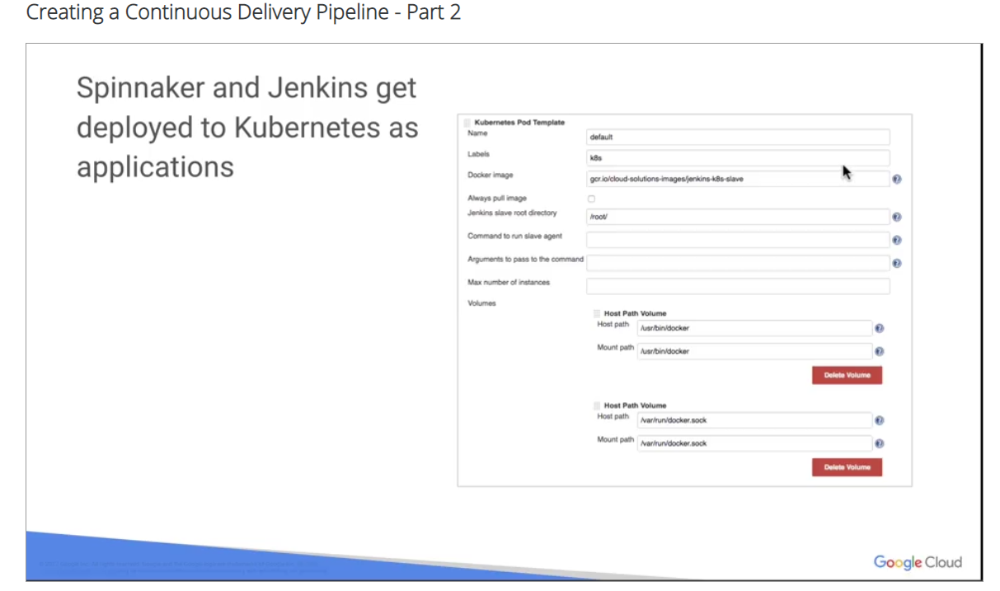 Creating a Continuous Delivery Pipeline - Part 2
Spinnaker and Jenkins get
deployed to Kubernetes as
applications
Kubernetes Pod Template
Name
default
Labels
k8s
Docker image
gcr.io/cloud-solutions-images/jenkins-k8s-slave
Always pull image
Jenkins slave root directory
/root/
Command to run slave agent
Arguments to pass to the command
Max number of instances
Volumes
Host Path Volume
Host path
/usr/bin/docker
Mount path
/usr/bin/docker
Delete Volume
Host Path Volume
Host path
/var/run/docker.sock
Mount path
/var/run/docker.sock
Delete Volume
Google Cloud